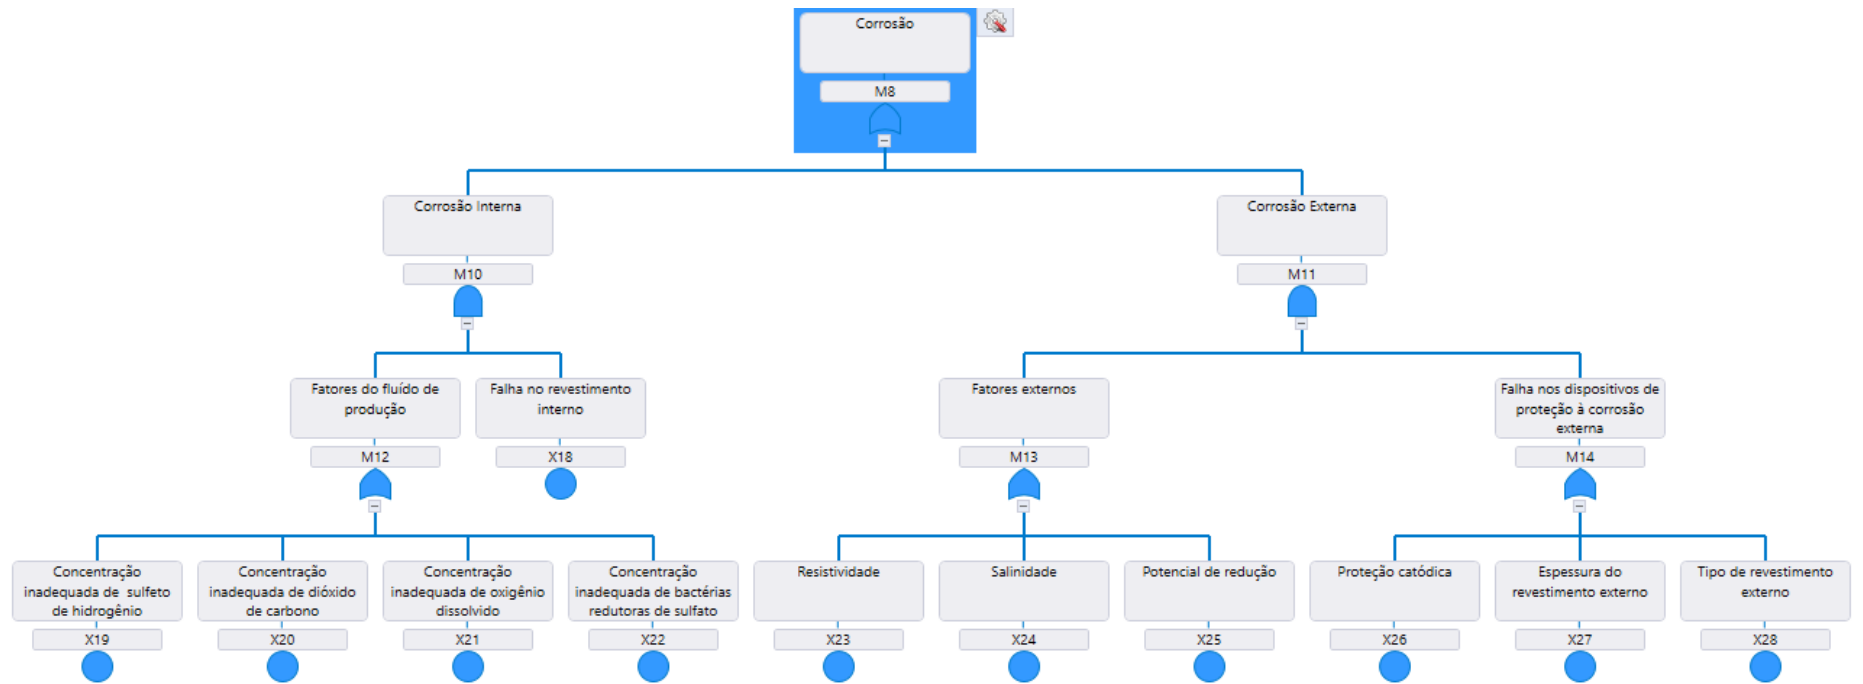 Corrosão
M8
Corrosão Interna
M10
Corrosão Externa
M11
Fatores do fluído de
produção
M12
Falha no revestimento
interno
X18
Fatores externos
M13
Falha nos dispositivos de
proteção à corrosão
externa
M14
Concentração
inadequada de sulfeto
de hidrogênio
X19
Concentração
inadequada de dióxido
de carbono
X20
Concentração
inadequada de oxigênio
dissolvido
X21
Concentração
inadequada de bactérias
redutoras de sulfato
X22
Resistividade
X23
Salinidade
X24
Potencial de redução
X25
Proteção catódica
X26
Espessura do
revestimento externo
X27
Tipo de revestimento
externo
X28